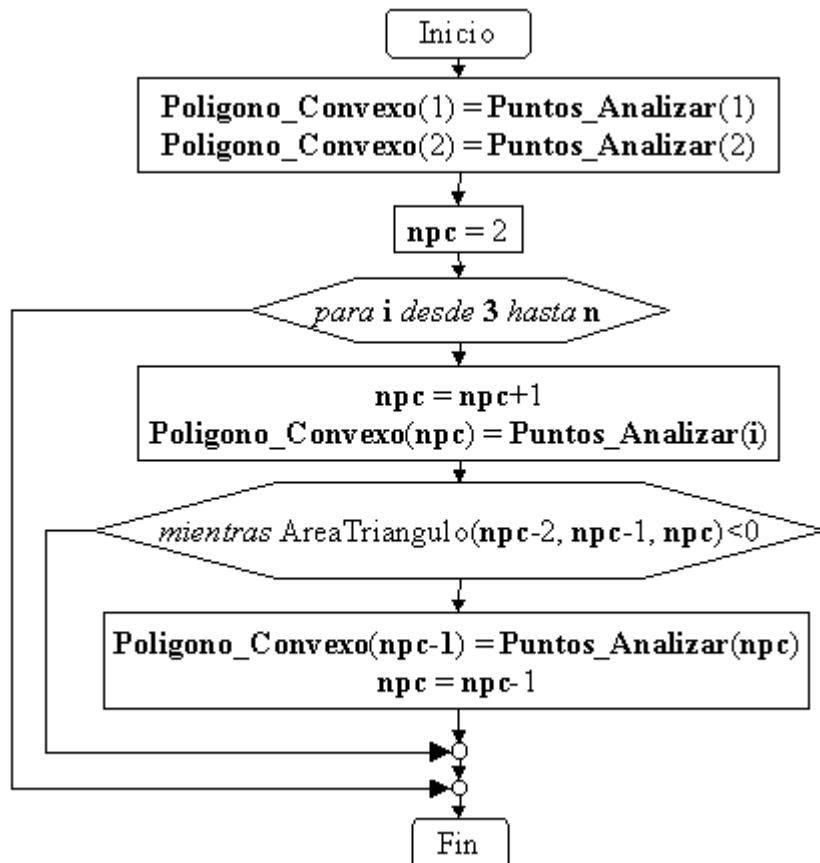 Inicio
Poligono_Convexo(1) = Puntos_Analizar(1)
Poligono_Convexo(2) = Puntos_Analizar(2)
npc = 2
para i desde 3 hasta n
npc = npc+1
Poligono_Convexo(npc) = Puntos_Analizar(i)
mientras AreaTriangulo(npc-2, npc-1, npc)<0
Poligono_Convexo(npc-1) = Puntos_Analizar(npc)
npc = npc-1
Fin